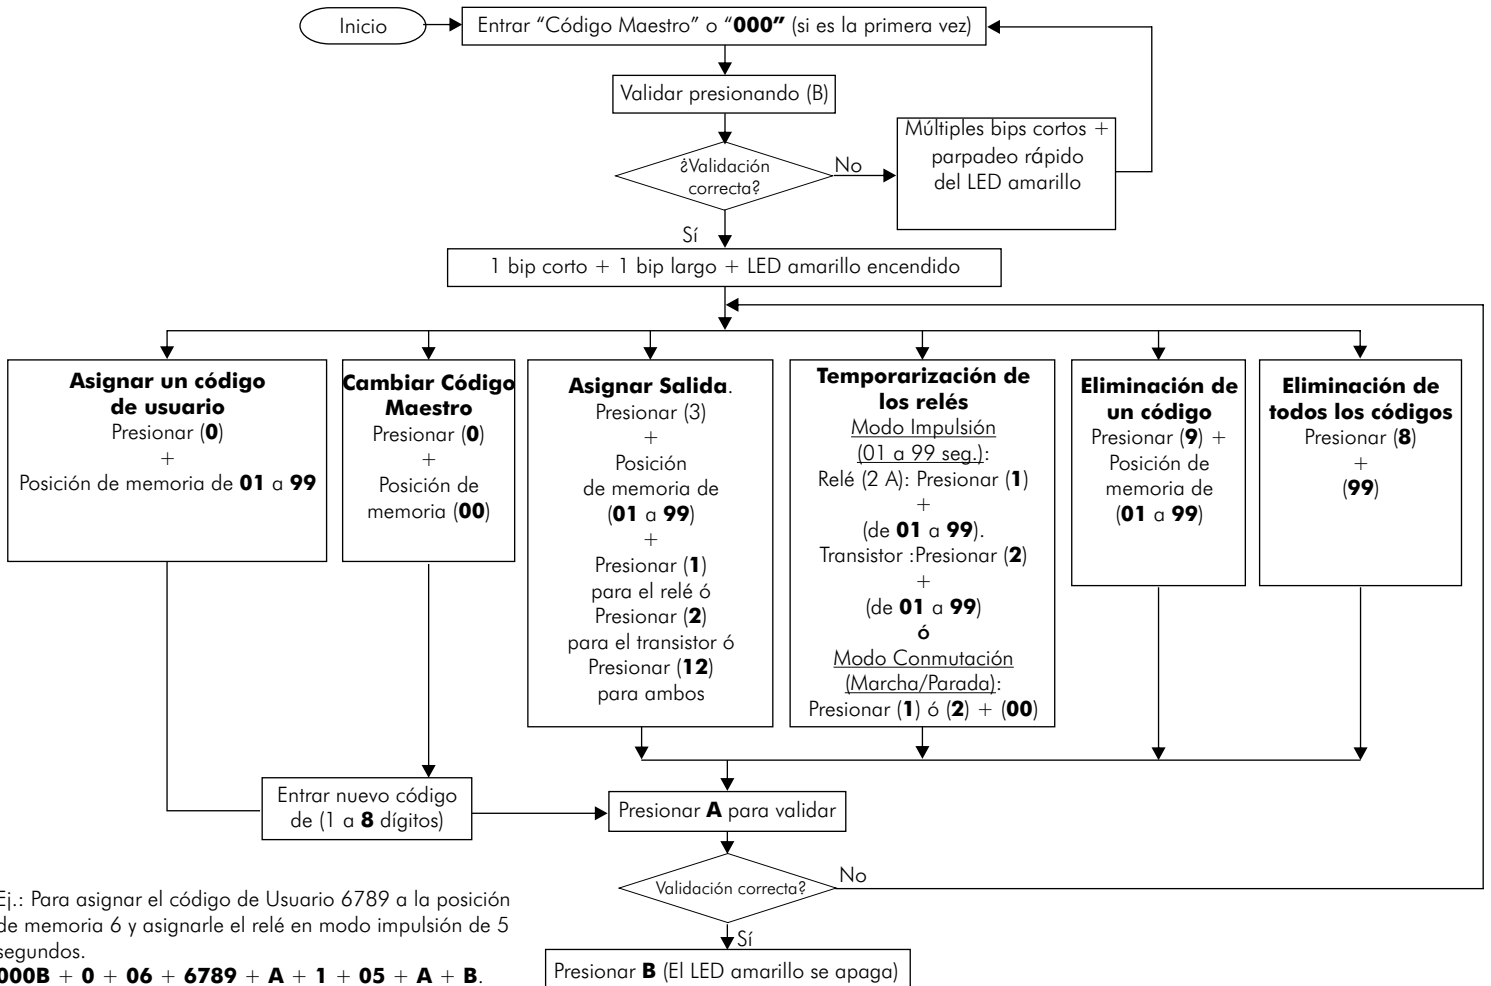 Inicio
Entrar “Código Maestro” o “000” (si es la primera vez)
Validar presionando (B)
¿Validación
correcta?
No
Múltiples bips cortos +
parpadeo rápido
del LED amarillo
Sí
1 bip corto + 1 bip largo + LED amarillo encendido
Asignar un código
de usuario
Presionar (0)
+
Posición de memoria de 01 a 99
Cambiar Código
Maestro
Presionar (0)
+
Posición de
memoria (00)
Asignar Salida.
Presionar (3)
+
Posición
de memoria de
(01 a 99)
+
Presionar (1)
para el relé ó
Presionar (2)
para el transistor ó
Presionar (12)
para ambos
Temporarización de
los relés
Modo Impulsión
(01 a 99 seg.):
Relé (2 A): Presionar (1)
+
(de 01 a 99).
Transistor :Presionar (2)
+
(de 01 a 99)
ó
Modo Conmutación
(Marcha/Parada):
Presionar (1) ó (2) + (00)
Eliminación de
un código
Presionar (9) +
Posición de
memoria de
(01 a 99)
Eliminación de
todos los códigos
Presionar (8)
+
(99)
Entrar nuevo código
de (1 a 8 dígitos)
Presionar A para validar
Validación correcta?
No
Sí
Presionar B (El LED amarillo se apaga)
Ej.: Para asignar el código de Usuario 6789 a la posición
de memoria 6 y asignarle el relé en modo impulsión de 5
segundos.
000B + 0 + 06 + 6789 + A + 1 + 05 + A + B.